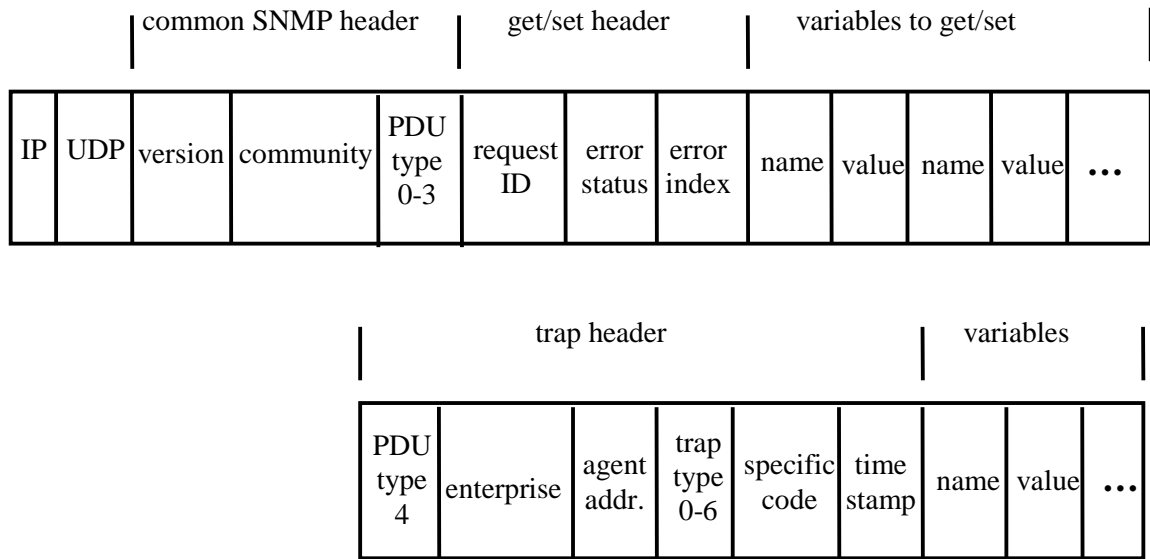 common SNMP header get/set header variables to get/set
IP UDP version community PDU type 0-3 request ID error status error index name value name value ...
trap header variables
PDU type 4 enterprise agent addr. trap type 0-6 specific code time stamp name value ...